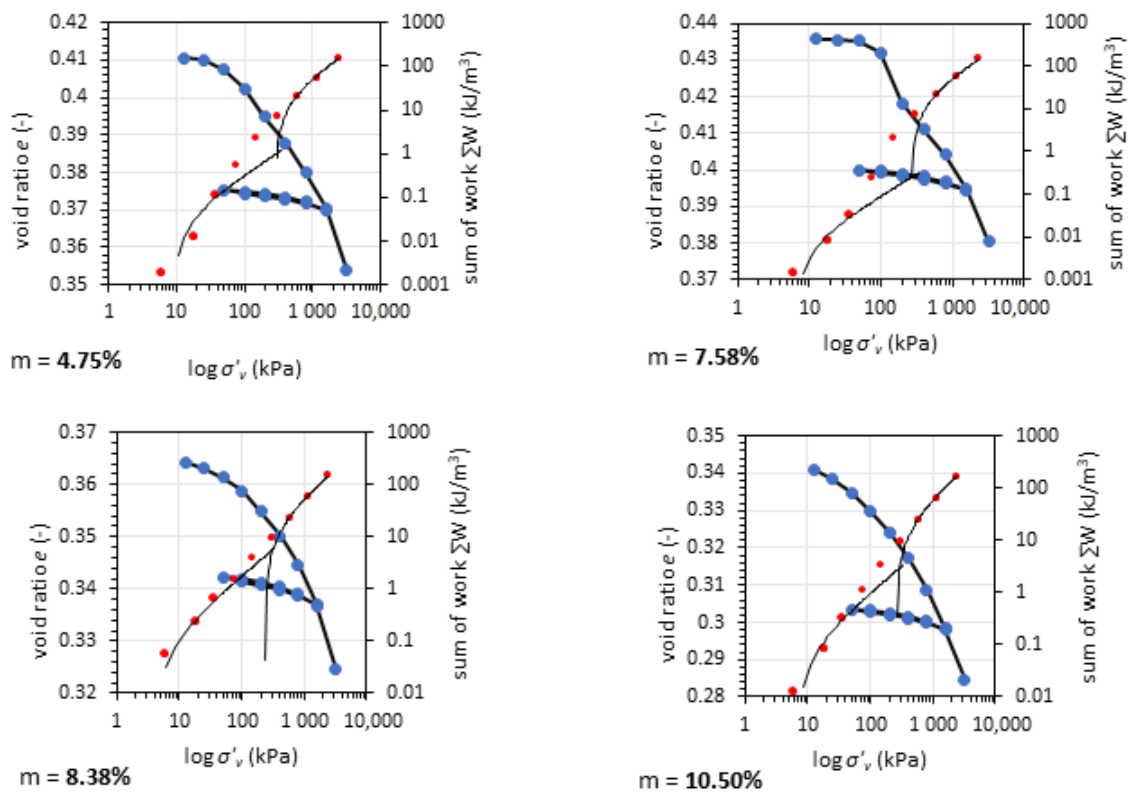 0.42
0.41
0.4
0.39
0.38
0.37
0.36
0.35
void ratio e (-)
1000
100
10
1
0.1
0.01
0.001
sum of work ∑W (kJ/m³)
1 10 100 1 000 10,000
log σ'ᵥ (kPa)
m = 4.75%
0.44
0.43
0.42
0.41
0.4
0.39
0.38
0.37
void ratio e (-)
1000
100
10
1
0.1
0.01
0.001
sum of work ∑W (kJ/m³)
1 10 100 1 000 10,000
log σ'ᵥ (kPa)
m = 7.58%
0.37
0.36
0.35
0.34
0.33
0.32
void ratio e (-)
1000
100
10
1
0.1
0.01
sum of work ∑W (kJ/m³)
1 10 100 1 000 10,000
log σ'ᵥ (kPa)
m = 8.38%
0.35
0.34
0.33
0.32
0.31
0.3
0.29
0.28
void ratio e (-)
1000
100
10
1
0.1
0.01
sum of work ∑W (kJ/m³)
1 10 100 1 000 10,000
log σ'ᵥ (kPa)
m = 10.50%